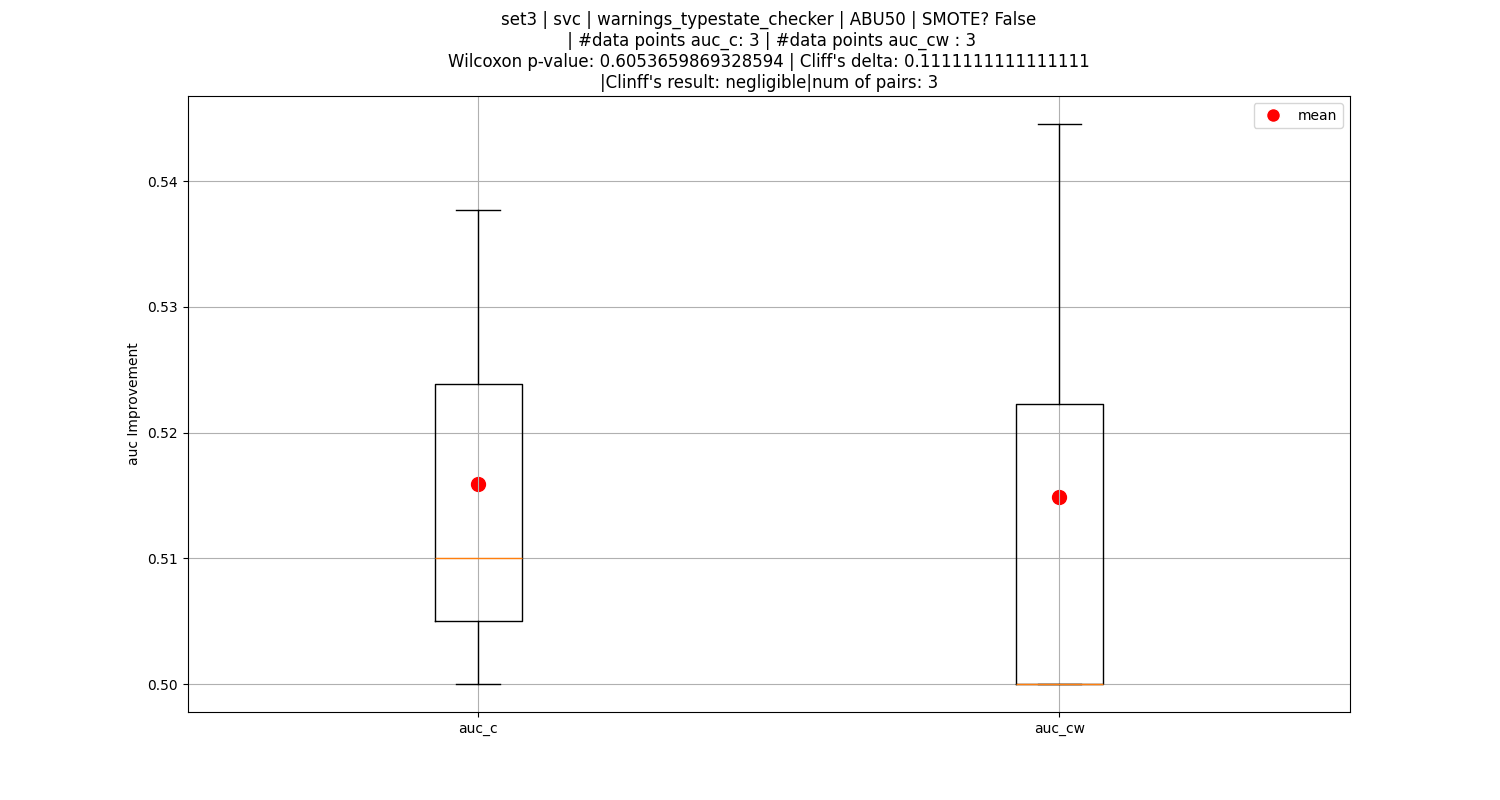 set3 | svc | warnings_typestate_checker | ABU50 | SMOTE? False
| #data points auc_c: 3 | #data points auc_cw : 3
Wilcoxon p-value: 0.6053659869328594 | Cliff's delta: 0.1111111111111111
|Clinff's result: negligible|num of pairs: 3
mean
auc Improvement
0.54
0.53
0.52
0.51
0.50
auc_c
auc_cw